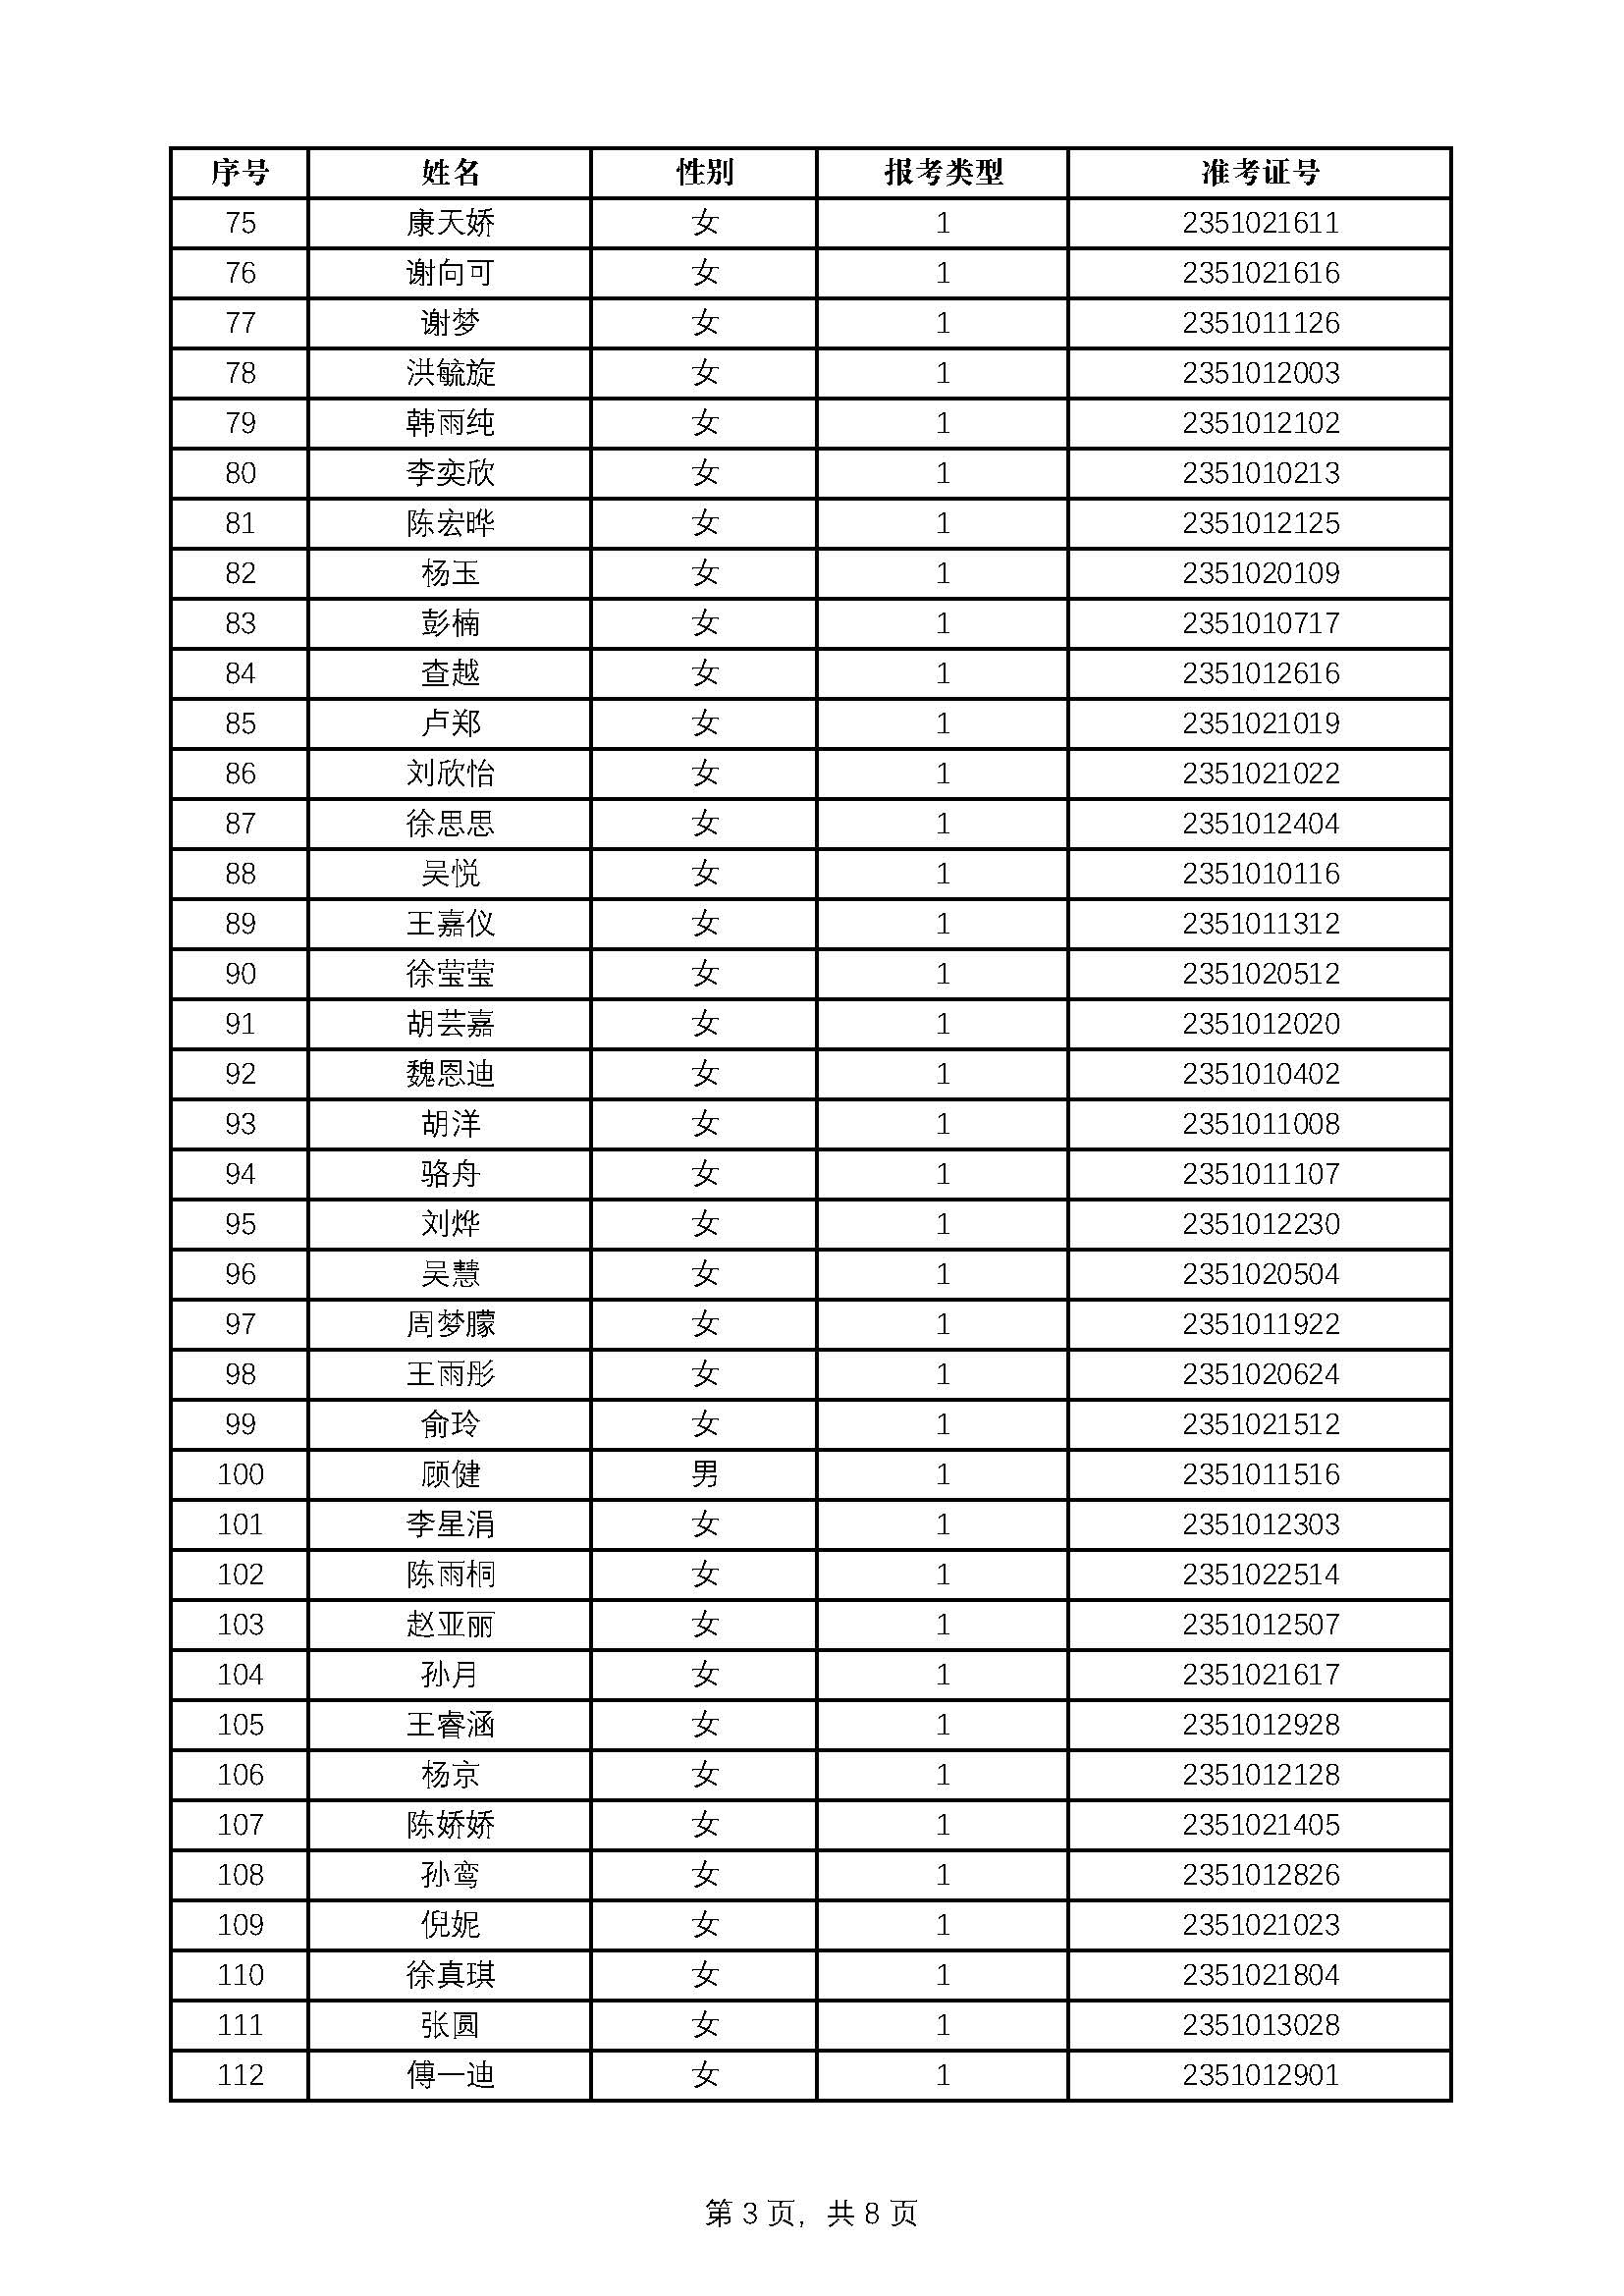 序号 姓名 性别 报考类型 准考证号
75 康天娇 女 1 2351021611
76 谢向可 女 1 2351021616
77 谢梦 女 1 2351011126
78 洪毓旋 女 1 2351012003
79 韩雨纯 女 1 2351012102
80 李奕欣 女 1 2351010213
81 陈宏晔 女 1 2351012125
82 杨玉 女 1 2351020109
83 彭楠 女 1 2351010717
84 查越 女 1 2351012616
85 卢郑 女 1 2351021019
86 刘欣怡 女 1 2351021022
87 徐思思 女 1 2351012404
88 吴悦 女 1 2351010116
89 王嘉仪 女 1 2351011312
90 徐莹莹 女 1 2351020512
91 胡芸嘉 女 1 2351012020
92 魏恩迪 女 1 2351010402
93 胡洋 女 1 2351011008
94 骆舟 女 1 2351011107
95 刘烨 女 1 2351012230
96 吴慧 女 1 2351020504
97 周梦朦 女 1 2351011922
98 王雨彤 女 1 2351020624
99 俞玲 女 1 2351021512
100 顾健 男 1 2351011516
101 李星涓 女 1 2351012303
102 陈雨桐 女 1 2351022514
103 赵亚丽 女 1 2351012507
104 孙月 女 1 2351021617
105 王睿涵 女 1 2351012928
106 杨京 女 1 2351012128
107 陈娇娇 女 1 2351021405
108 孙鸾 女 1 2351012826
109 倪妮 女 1 2351021023
110 徐真琪 女 1 2351021804
111 张圆 女 1 2351013028
112 傅一迪 女 1 2351012901
第 3 页，共 8 页